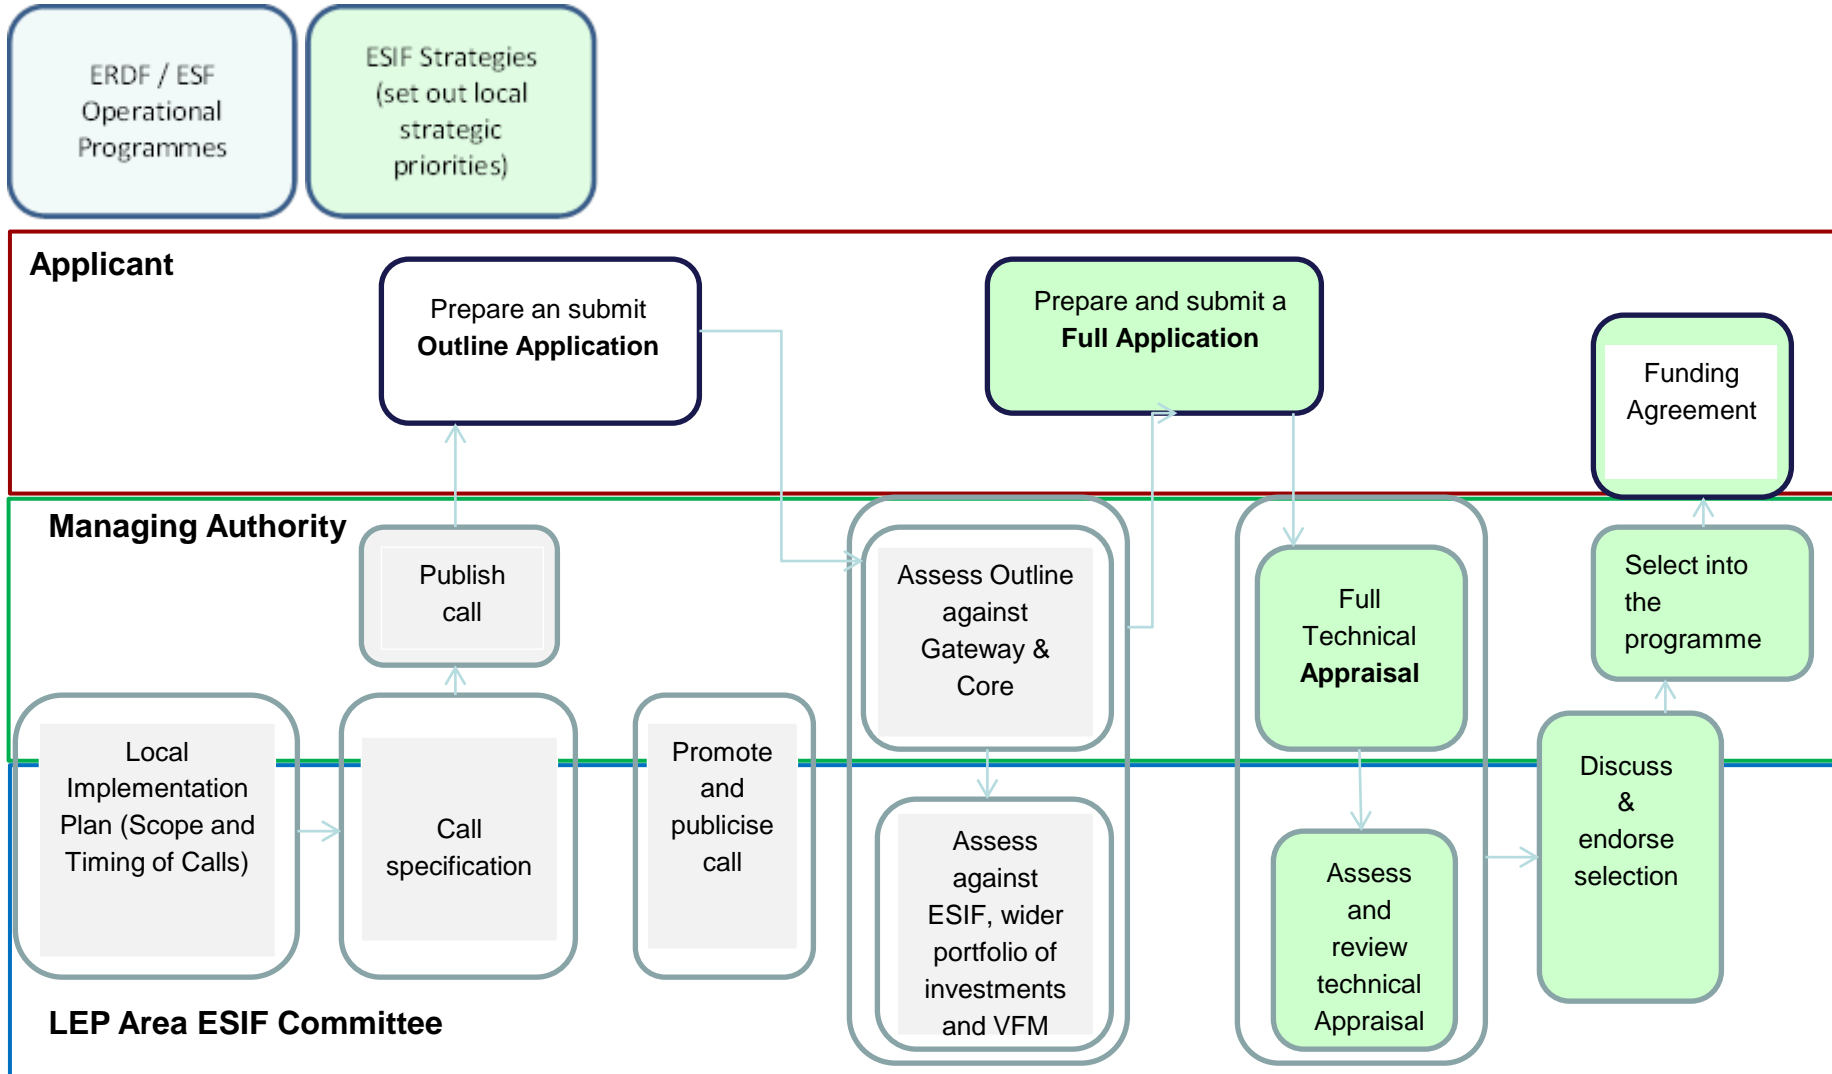 ERDF / ESF
Operational
Programmes
ESIF Strategies
(set out local
strategic
priorities)
Applicant
Prepare an submit
Outline Application
Prepare and submit a
Full Application
Funding
Agreement
Managing Authority
Publish
call
Assess Outline
against
Gateway &
Core
Full
Technical
Appraisal
Select into
the
programme
Local
Implementation
Plan (Scope and
Timing of Calls)
Call
specification
Promote
and
publicise
call
Assess
against
ESIF, wider
portfolio of
investments
and VFM
Assess
and
review
technical
Appraisal
Discuss
&
endorse
selection
LEP Area ESIF Committee